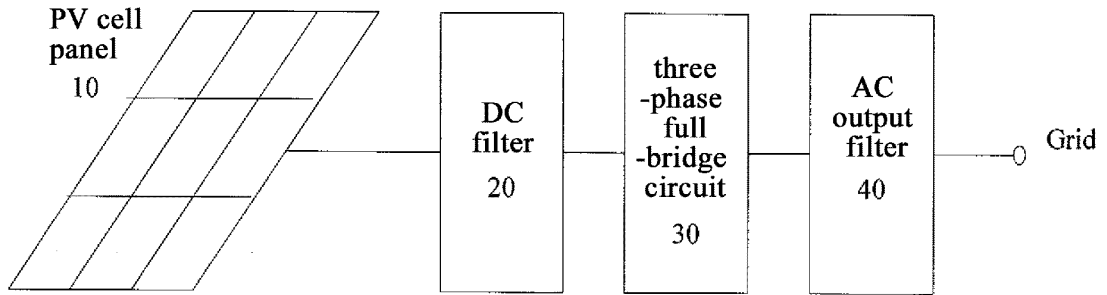 PV cell
panel
10
DC
filter
20
three
-phase
full
-bridge
circuit
30
AC
output
filter
40
Grid